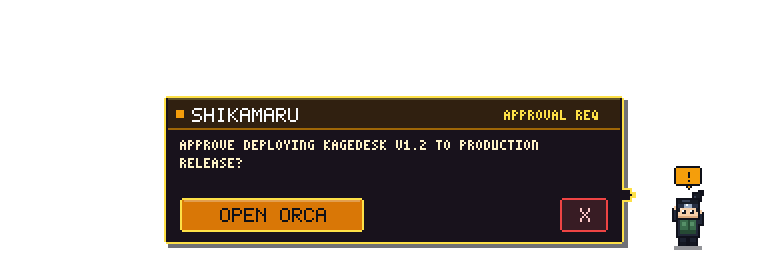 SHIKAMARU
APPROVAL REQ
APPROVE DEPLOYING KAGEDESK V1.2 TO PRODUCTION
RELEASE?
!
OPEN ORCA
X